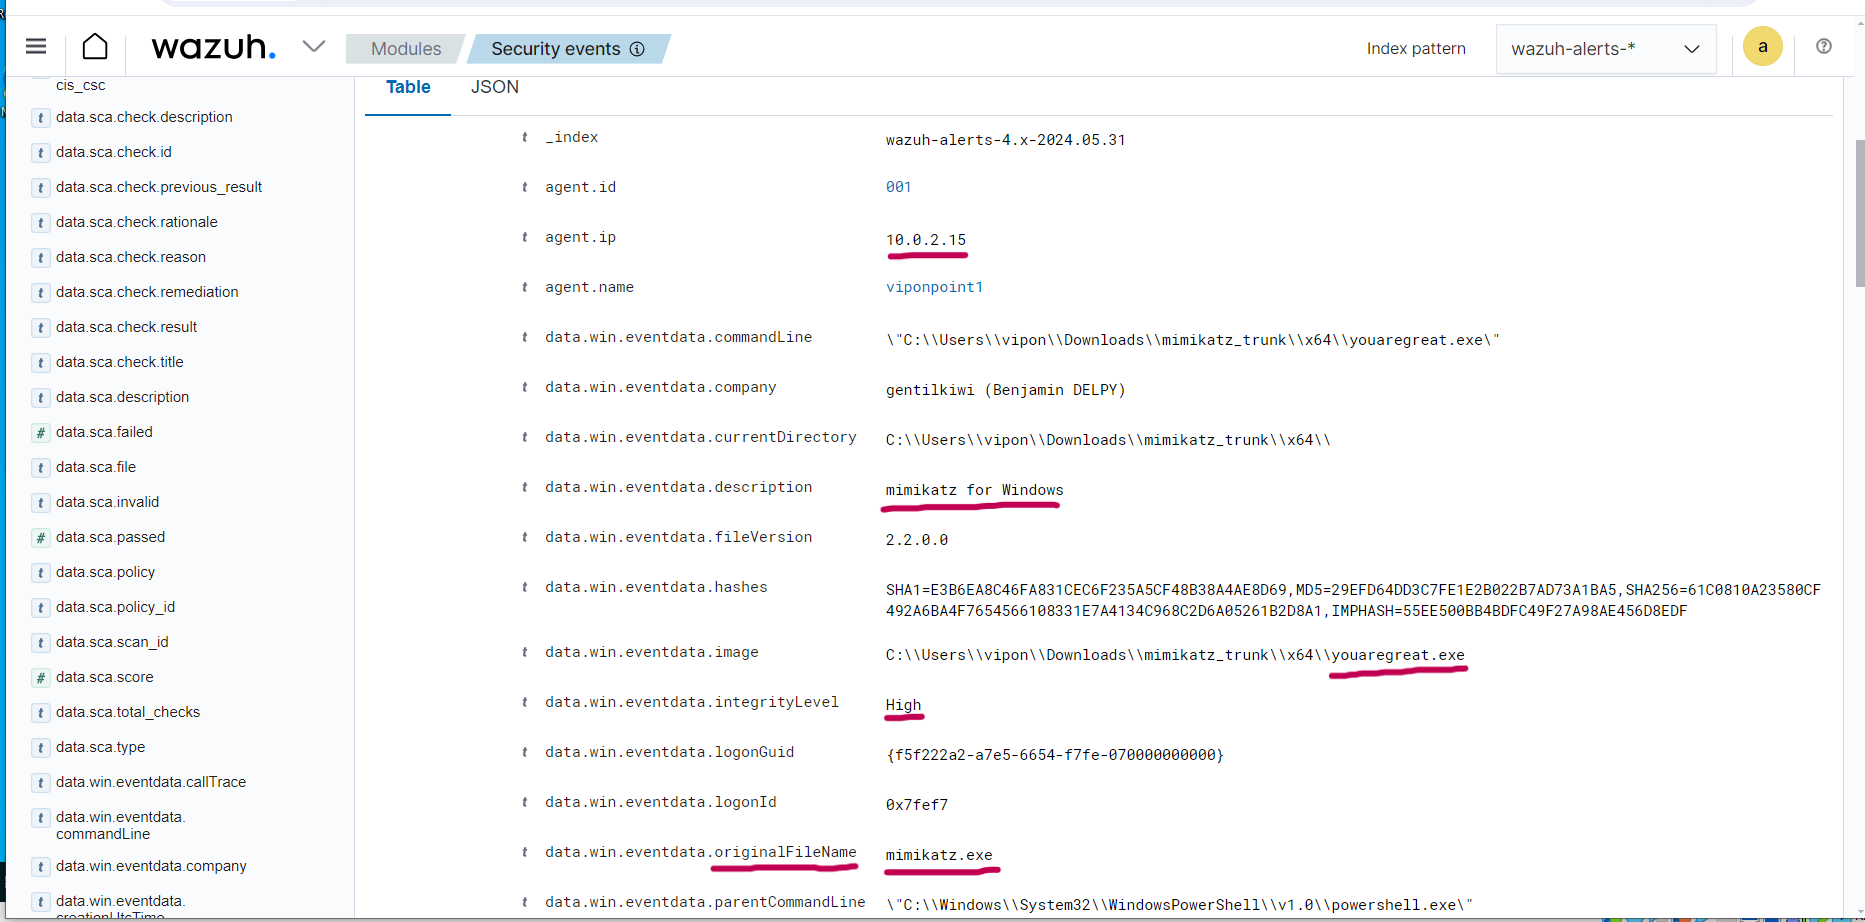 wazuh.
Modules
Security events
Index pattern
wazuh-alerts-*
a
cis_csc
t data.sca.check.description
t data.sca.check.id
t data.sca.check.previous_result
t data.sca.check.rationale
t data.sca.check.reason
t data.sca.check.remediation
t data.sca.check.result
t data.sca.check.title
t data.sca.description
# data.sca.failed
t data.sca.file
t data.sca.invalid
# data.sca.passed
t data.sca.policy
t data.sca.policy_id
t data.sca.scan_id
# data.sca.score
t data.sca.total_checks
t data.sca.type
t data.win.eventdata.callTrace
t data.win.eventdata.
commandLine
t data.win.eventdata.company
t data.win.eventdata.
creationUtcTime
Table JSON
t _index wazuh-alerts-4.x-2024.05.31
t agent.id 001
t agent.ip 10.0.2.15
t agent.name viponpoint1
t data.win.eventdata.commandLine \"C:\\Users\\vipon\\Downloads\\mimikatz_trunk\\x64\\youaregreat.exe\"
t data.win.eventdata.company gentilkiwi (Benjamin DELPY)
t data.win.eventdata.currentDirectory C:\\Users\\vipon\\Downloads\\mimikatz_trunk\\x64\\
t data.win.eventdata.description mimikatz for Windows
t data.win.eventdata.fileVersion 2.2.0.0
t data.win.eventdata.hashes SHA1=E3B6EA8C46FA831CEC6F235A5CF48B38A4AE8D69,MD5=29EFD64DD3C7FE1E2B022B7AD73A1BA5,SHA256=61C0810A23580CF
492A6BA4F7654566108331E7A4134C968C2D6A05261B2D8A1,IMPHASH=55EE500BB4BDFC49F27A98AE456D8EDF
t data.win.eventdata.image C:\\Users\\vipon\\Downloads\\mimikatz_trunk\\x64\\youaregreat.exe
t data.win.eventdata.integrityLevel High
t data.win.eventdata.logonGuid {f5f222a2-a7e5-6654-f7fe-070000000000}
t data.win.eventdata.logonId 0x7fef7
t data.win.eventdata.originalFileName mimikatz.exe
t data.win.eventdata.parentCommandLine \"C:\\Windows\\System32\\WindowsPowerShell\\v1.0\\powershell.exe\"